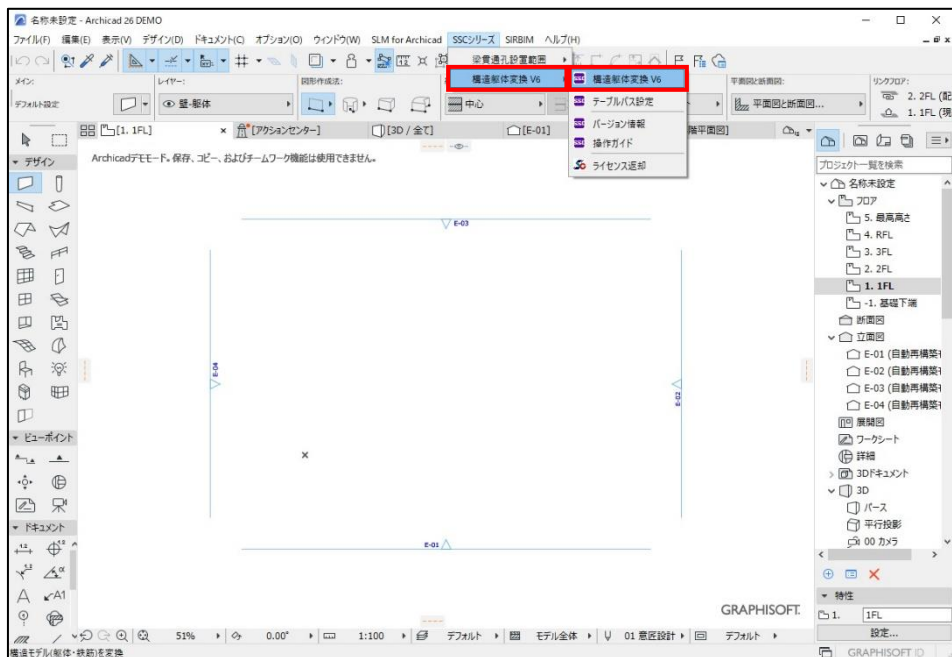 名称未設定 - Archicad 26 DEMO
ファイル(F) 編集(E) 表示(V) デザイン(D) ドキュメント(C) オプション(O) ウィンドウ(W) SLM for Archicad SSCシリーズ SIRBIM ヘルプ(H)
梁貫通孔設置範囲
構造躯体変換 V6
構造躯体変換 V6
テーブルパス設定
バージョン情報
操作ガイド
ライセンス返却
メイン:
レイヤー:
図形作成法:
平面図と断面図:
リンクフロア:
デフォルト設定
壁-躯体
中心
平面図と断面図...
2. 2FL (配
1. 1FL (現
[1. 1FL]
[アクションセンター]
[3D / 全て]
[E-01]
階平面図]
Archicadデモモード。保存、コピー、およびチームワーク機能は使用できません。
デザイン
ビューポイント
ドキュメント
E-03
E-04
E-02
E-01
プロジェクト一覧を検索
名称未設定
フロア
5. 最高高さ
4. RFL
3. 3FL
2. 2FL
1. 1FL
-1. 基礎下端
断面図
立面図
E-01 (自動再構築
E-02 (自動再構築
E-03 (自動再構築
E-04 (自動再構築
展開図
ワークシート
詳細
3Dドキュメント
3D
パース
平行投影
00 カメラ
特性
1.
1FL
設定...
GRAPHISOFT.
GRAPHISOFT ID
51%
0.00°
1:100
デフォルト
モデル全体
01 意匠設計
デフォルト
構造モデル(躯体・鉄筋)を変換